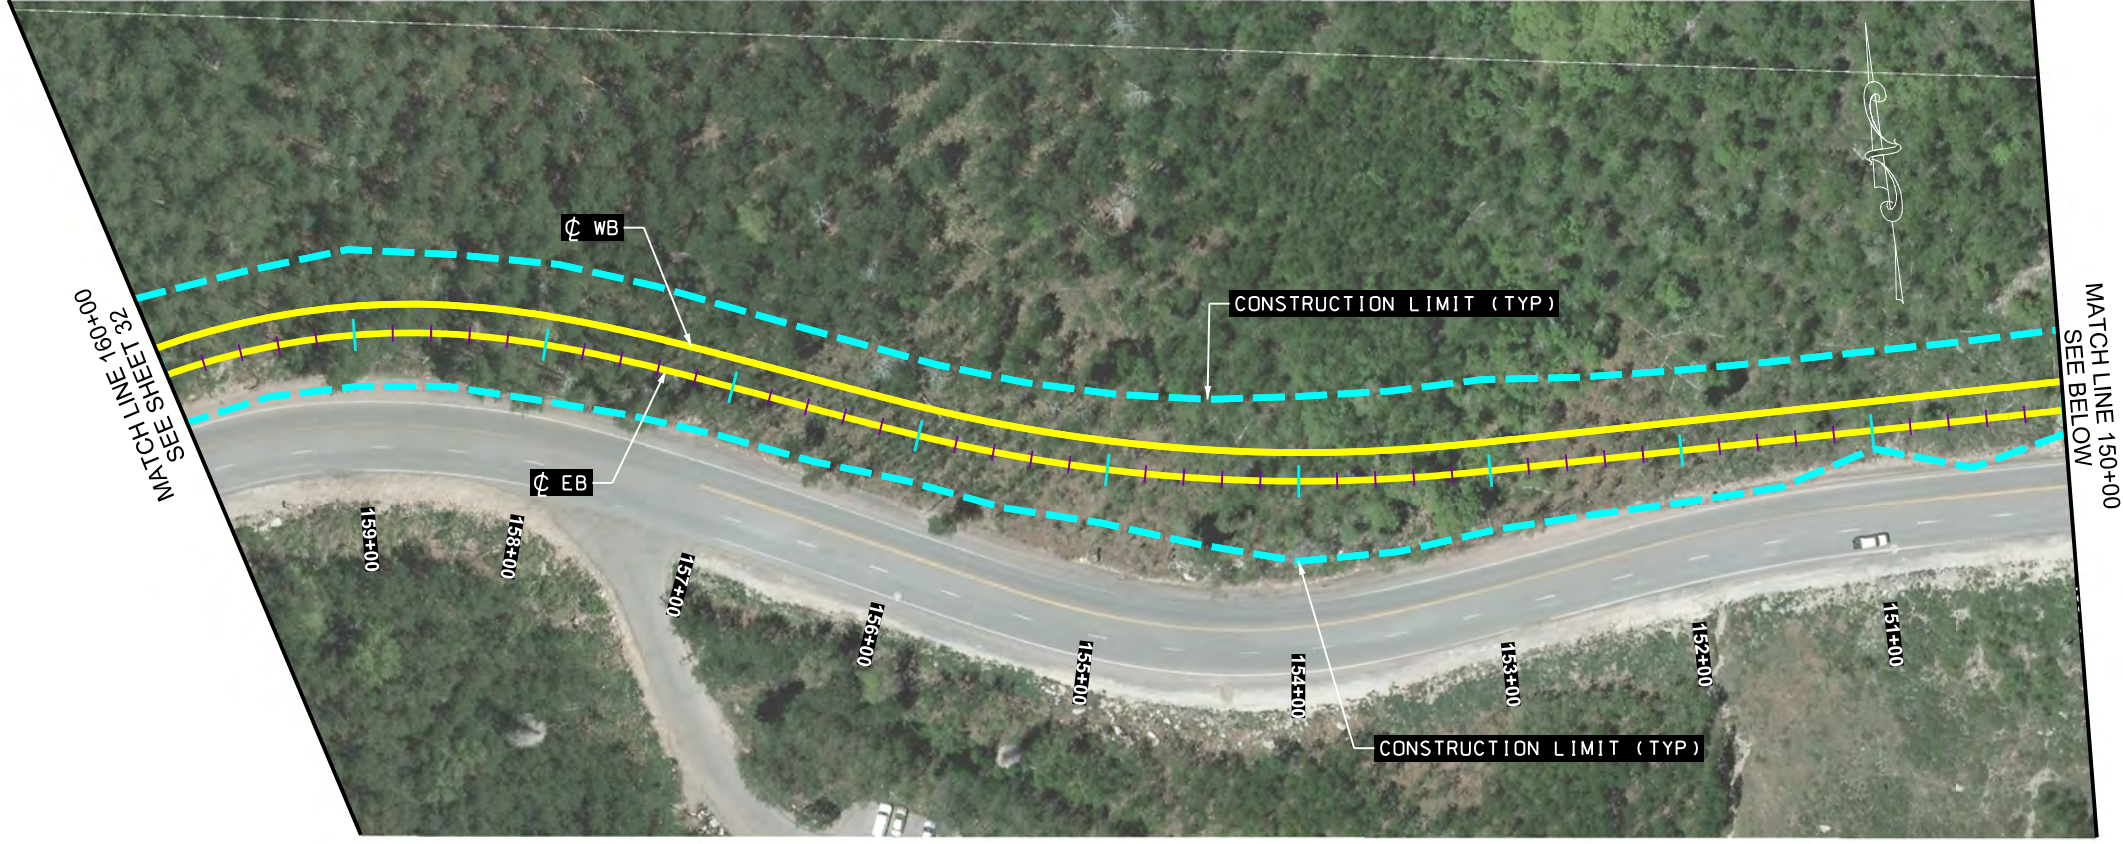 ℄ WB
CONSTRUCTION LIMIT (TYP)
MATCH LINE 160+00
SEE SHEET 32
MATCH LINE 150+00
SEE BELOW
℄ EB
159+00
158+00
157+00
156+00
155+00
154+00
153+00
152+00
151+00
CONSTRUCTION LIMIT (TYP)